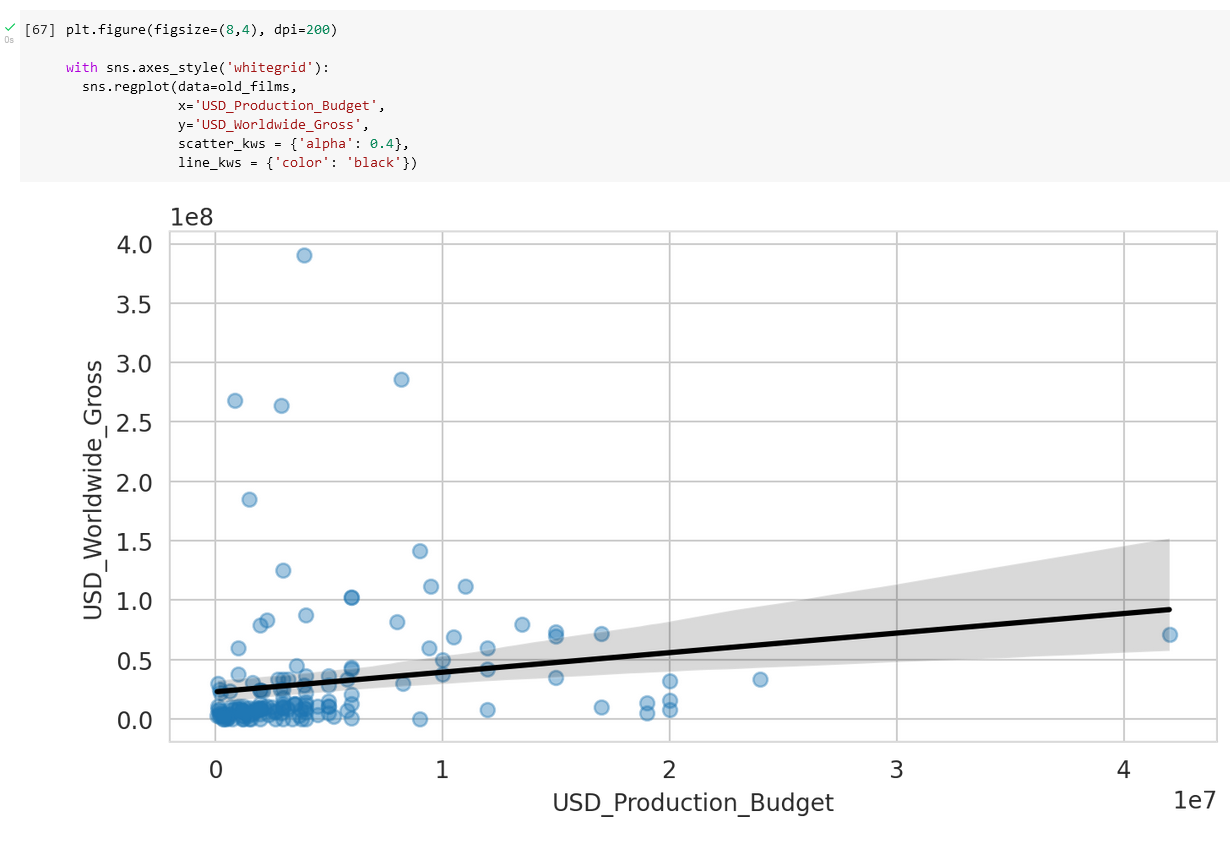 [67] plt.figure(figsize=(8,4), dpi=200)
0s
with sns.axes_style('whitegrid'):
  sns.regplot(data=old_films,
              x='USD_Production_Budget',
              y='USD_Worldwide_Gross',
              scatter_kws = {'alpha': 0.4},
              line_kws = {'color': 'black'})
1e8
4.0
3.5
3.0
2.5
2.0
1.5
1.0
0.5
0.0
USD_Worldwide_Gross
0 1 2 3 4
1e7
USD_Production_Budget